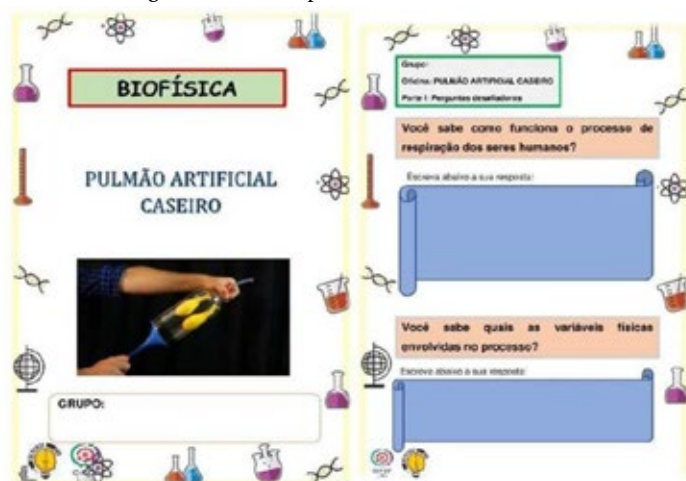 BIOFÍSICA
PULMÃO ARTIFICIAL
CASEIRO
GRUPO:
Grupo:
Oficina: PULMÃO ARTIFICIAL CASEIRO
Parte I: Perguntas desafiadoras
Você sabe como funciona o processo de
respiração dos seres humanos?
Escreva abaixo a sua resposta:
Você sabe quais as variáveis físicas
envolvidas no processo?
Escreva abaixo a sua resposta: